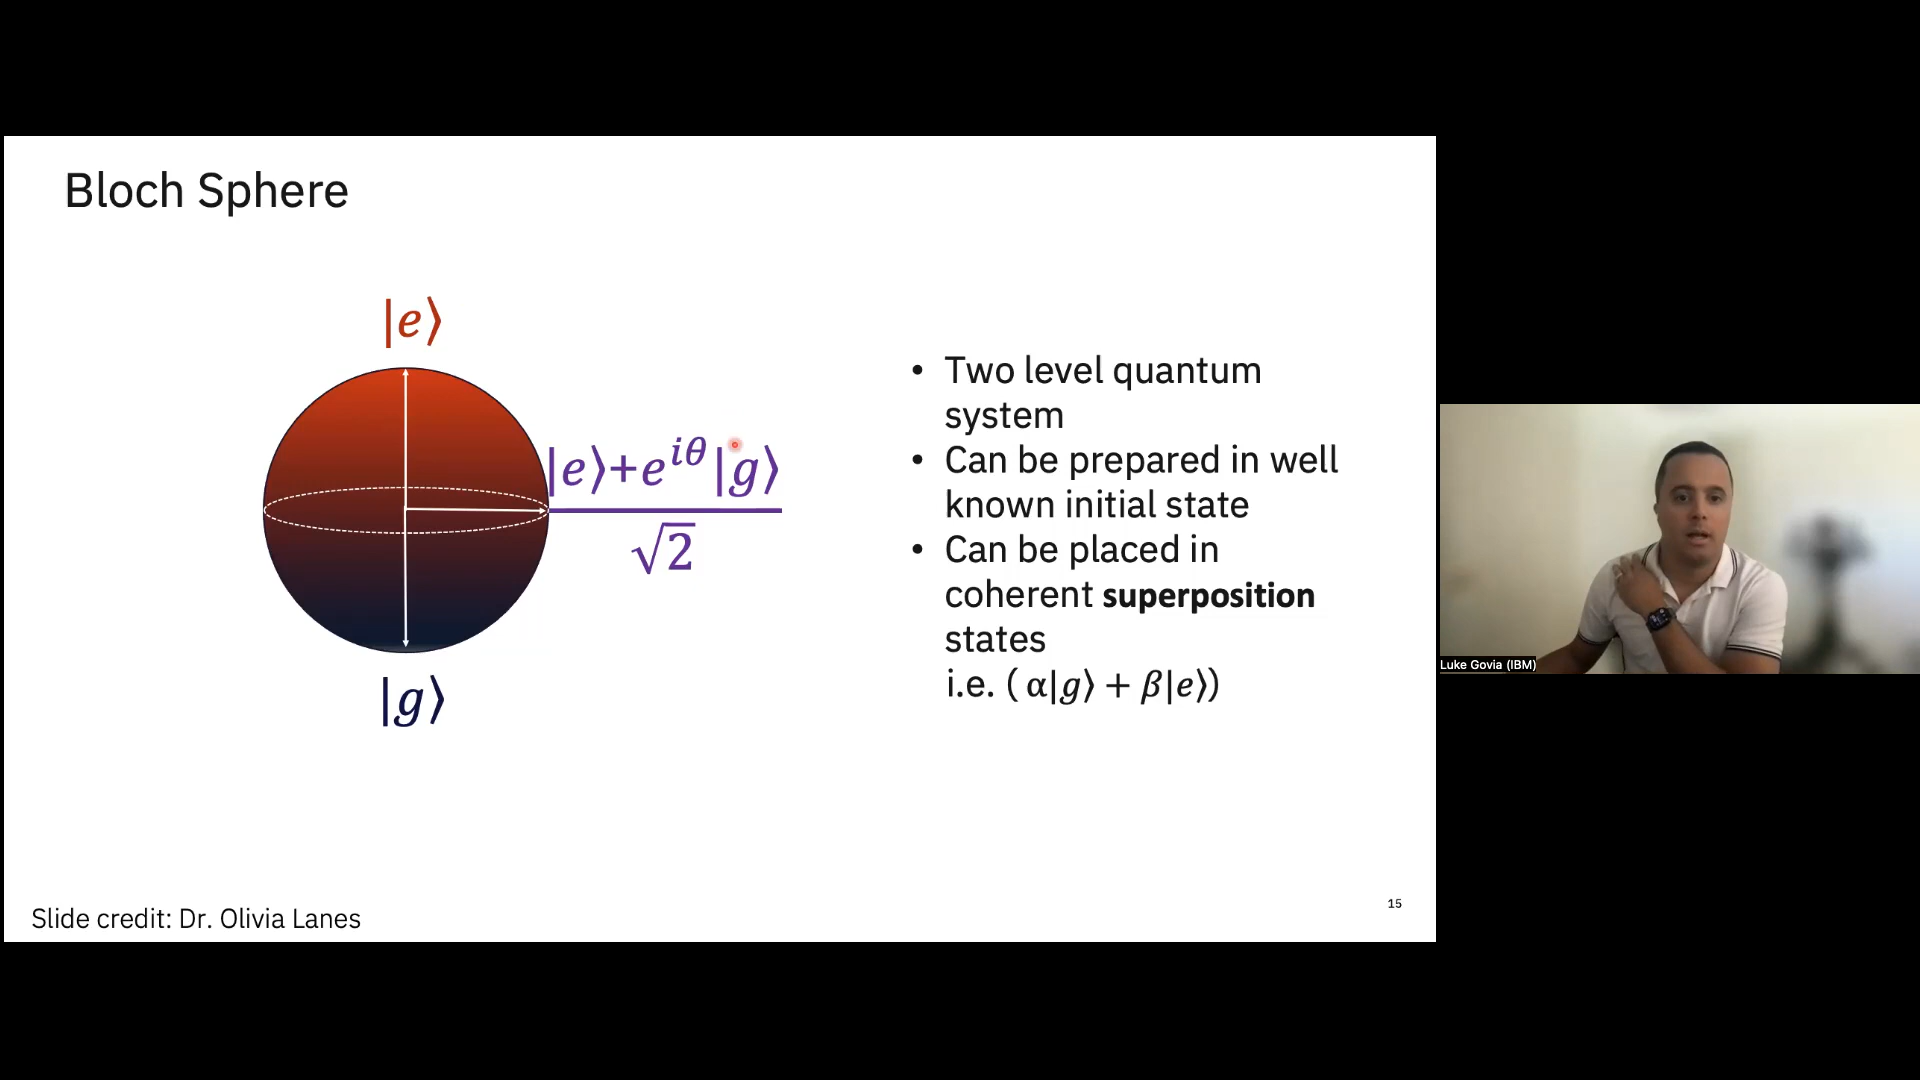 Bloch Sphere
|e⟩
|e⟩+e^{iθ}|g⟩
√2
|g⟩
• Two level quantum
system
• Can be prepared in well
known initial state
• Can be placed in
coherent superposition
states
i.e. ( α|g⟩ + β|e⟩)
Luke Govia (IBM)
15
Slide credit: Dr. Olivia Lanes